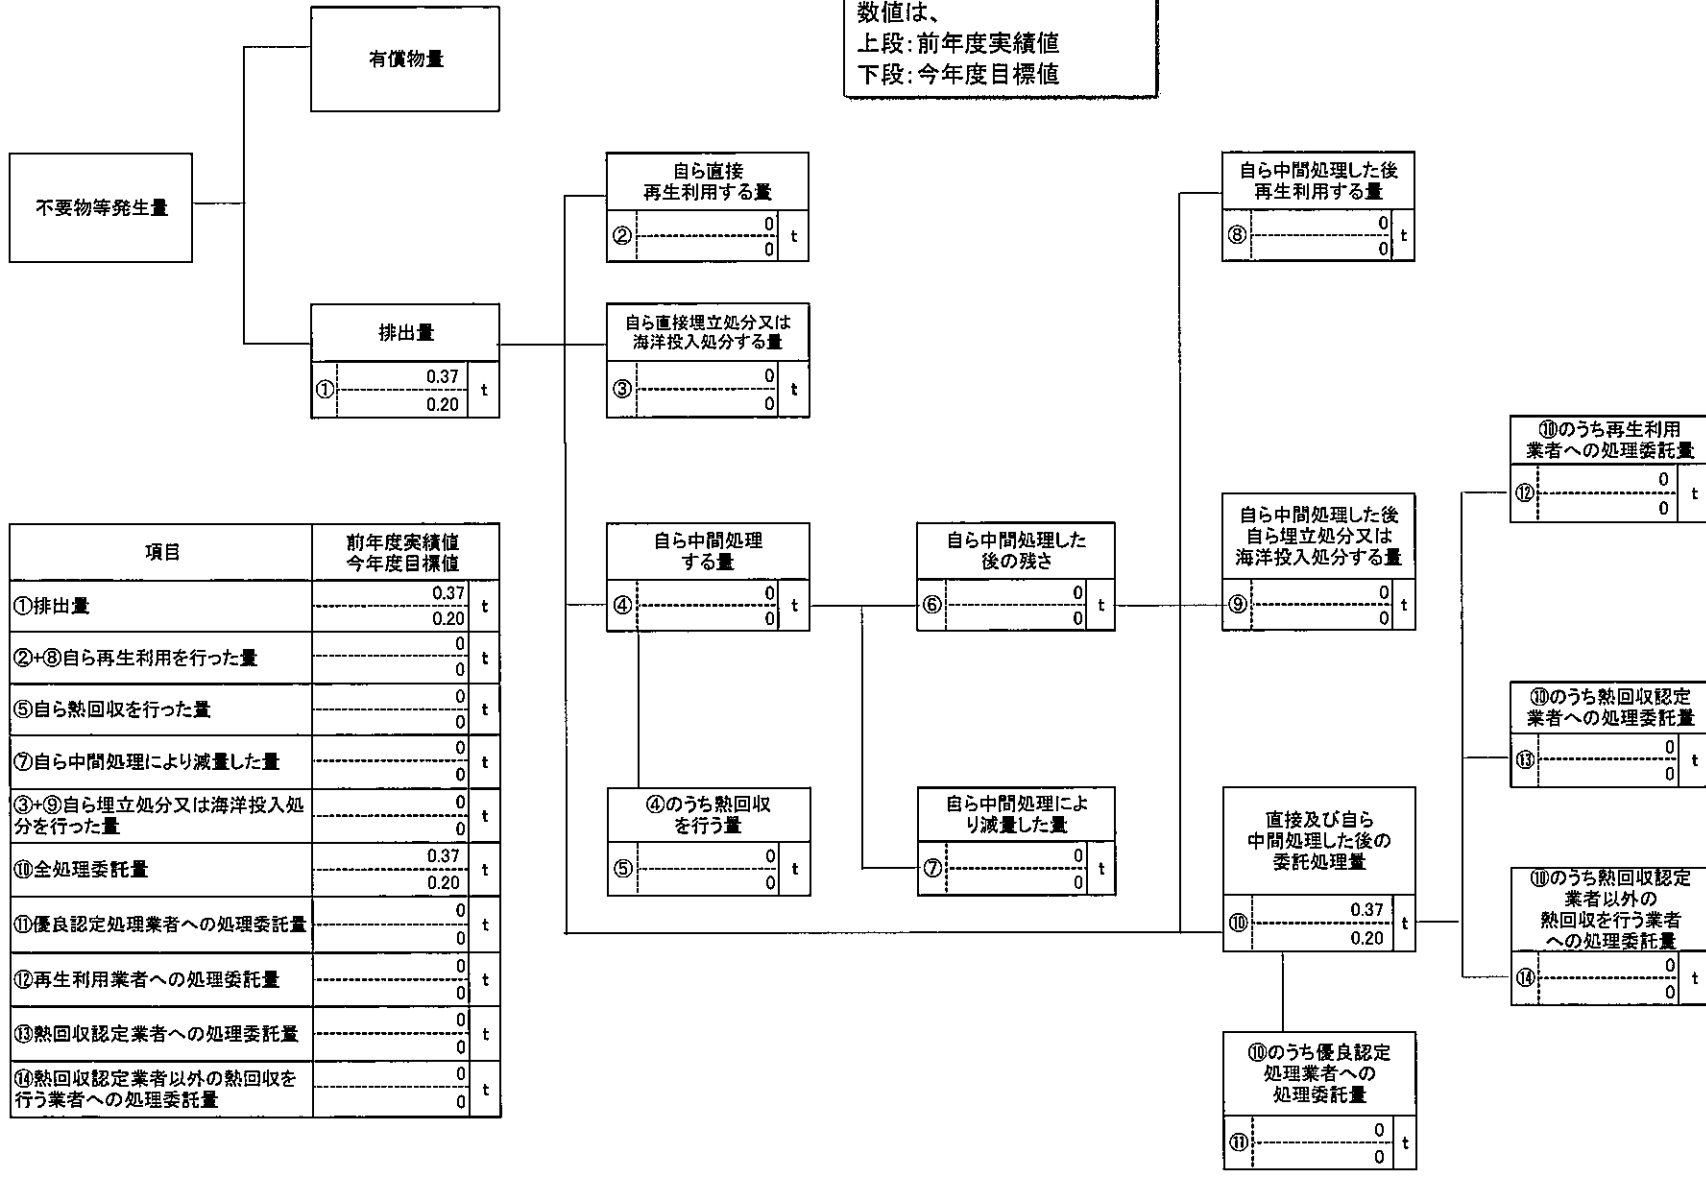 数値は、
上段:前年度実績値
下段:今年度目標値
有償物量
不要物等発生量
排出量
①
0.37
0.20
t
自ら直接
再生利用する量
②
0
0
t
自ら直接埋立処分又は
海洋投入処分する量
③
0
0
t
自ら中間処理
する量
④
0
0
t
④のうち熱回収
を行う量
⑤
0
0
t
自ら中間処理した
後の残さ
⑥
0
0
t
自ら中間処理によ
り減量した量
⑦
0
0
t
自ら中間処理した後
再生利用する量
⑧
0
0
t
自ら中間処理した後
自ら埋立処分又は
海洋投入処分する量
⑨
0
0
t
直接及び自ら
中間処理した後の
委託処理量
⑩
0.37
0.20
t
⑩のうち優良認定
処理業者への
処理委託量
⑪
0
0
t
⑩のうち再生利用
業者への処理委託量
⑫
0
0
t
⑩のうち熱回収認定
業者への処理委託量
⑬
0
0
t
⑩のうち熱回収認定
業者以外の
熱回収を行う業者
への処理委託量
⑭
0
0
t
項目
前年度実績値
今年度目標値
①排出量
0.37
0.20
t
②+⑧自ら再生利用を行った量
0
0
t
⑤自ら熱回収を行った量
0
0
t
⑦自ら中間処理により減量した量
0
0
t
③+⑨自ら埋立処分又は海洋投入処
分を行った量
0
0
t
⑩全処理委託量
0.37
0.20
t
⑪優良認定処理業者への処理委託量
0
0
t
⑫再生利用業者への処理委託量
0
0
t
⑬熱回収認定業者への処理委託量
0
0
t
⑭熱回収認定業者以外の熱回収を
行う業者への処理委託量
0
0
t